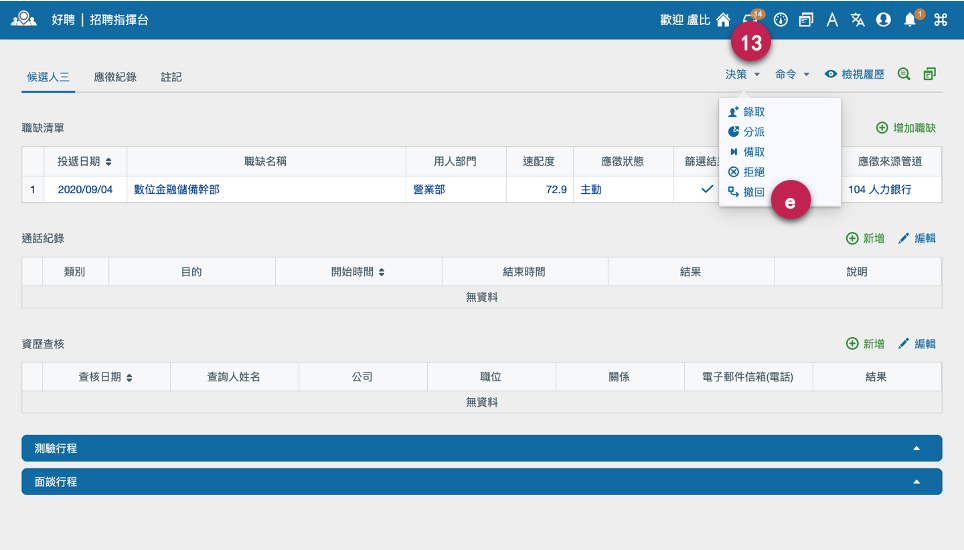 好聘 | 招聘指揮台
歡迎 盧比
14
1
13
候選人三 應徵紀錄 註記
決策 命令 檢視履歷
錄取
分派
備取
拒絕
撤回
e
職缺清單 增加職缺
投遞日期 職缺名稱 用人部門 速配度 應徵狀態 篩選結 應徵來源管道
1 2020/09/04 數位金融儲備幹部 營業部 72.9 主動 104 人力銀行
通話紀錄 新增 編輯
類別 目的 開始時間 結束時間 結果 說明
無資料
資歷查核 新增 編輯
查核日期 查詢人姓名 公司 職位 關係 電子郵件信箱(電話) 結果
無資料
測驗行程
面談行程